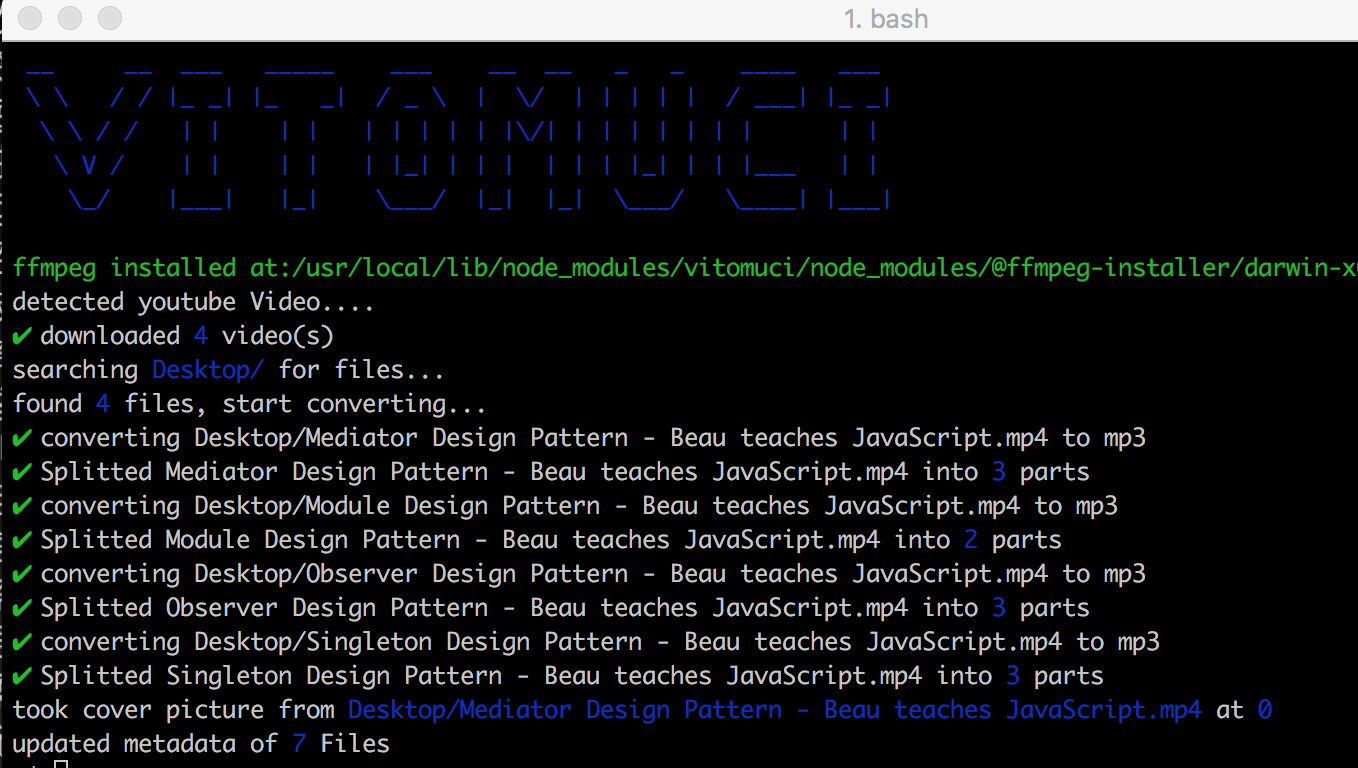 1. bash
VITOMUCI
ffmpeg installed at:/usr/local/lib/node_modules/vitomuci/node_modules/@ffmpeg-installer/darwin-x
detected youtube Video....
✔ downloaded 4 video(s)
searching Desktop/ for files...
found 4 files, start converting...
✔ converting Desktop/Mediator Design Pattern - Beau teaches JavaScript.mp4 to mp3
✔ Splitted Mediator Design Pattern - Beau teaches JavaScript.mp4 into 3 parts
✔ converting Desktop/Module Design Pattern - Beau teaches JavaScript.mp4 to mp3
✔ Splitted Module Design Pattern - Beau teaches JavaScript.mp4 into 2 parts
✔ converting Desktop/Observer Design Pattern - Beau teaches JavaScript.mp4 to mp3
✔ Splitted Observer Design Pattern - Beau teaches JavaScript.mp4 into 3 parts
✔ converting Desktop/Singleton Design Pattern - Beau teaches JavaScript.mp4 to mp3
✔ Splitted Singleton Design Pattern - Beau teaches JavaScript.mp4 into 3 parts
took cover picture from Desktop/Mediator Design Pattern - Beau teaches JavaScript.mp4 at 0
updated metadata of 7 Files